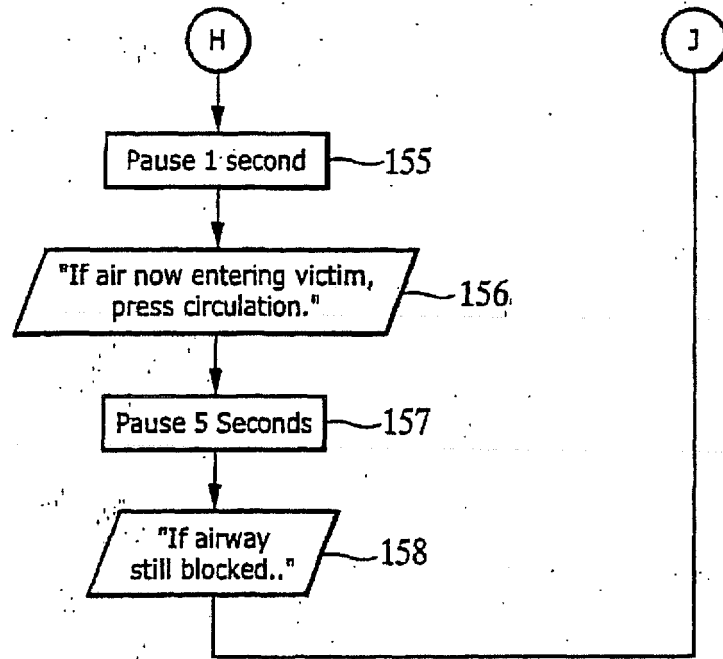 H
J
Pause 1 second
155
"If air now entering victim,
press circulation."
156
Pause 5 Seconds
157
"If airway
still blocked.."
158